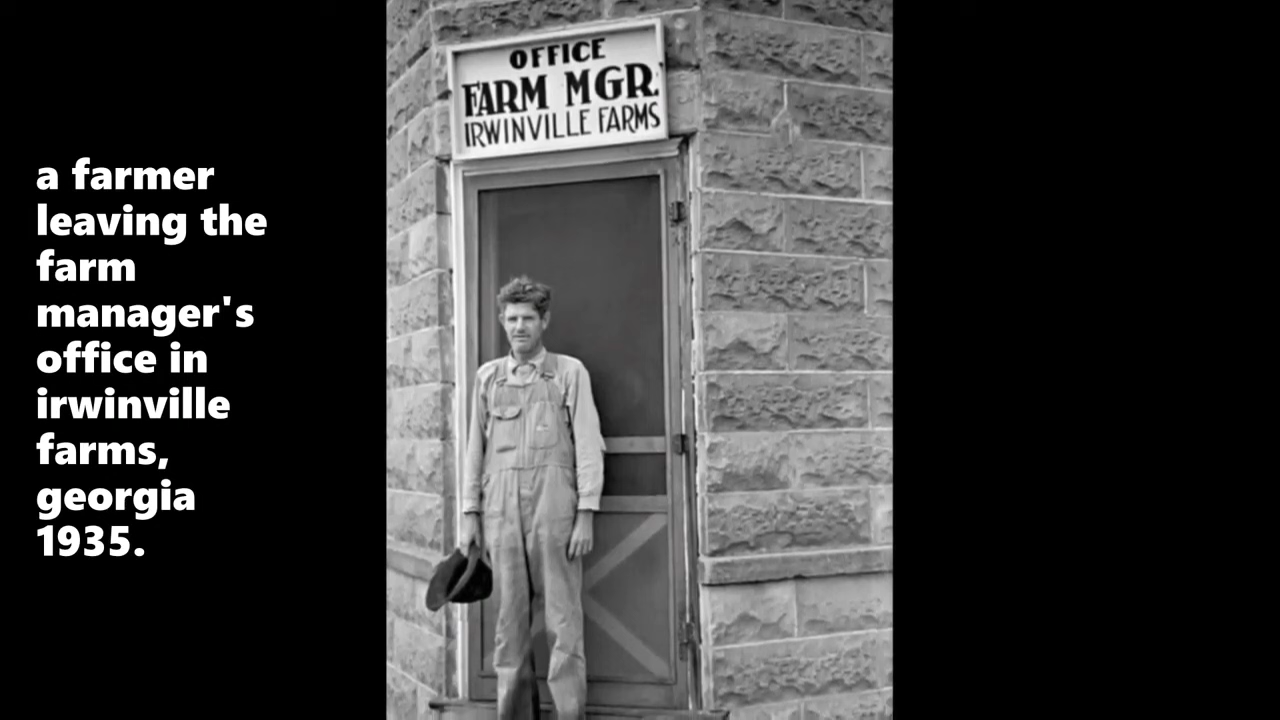 a farmer
leaving the
farm
manager's
office in
irwinville
farms,
georgia
1935.
OFFICE
FARM MGR.
IRWINVILLE FARMS